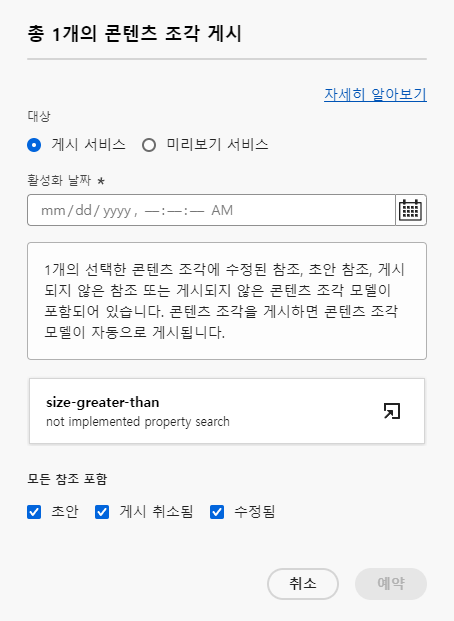 총 1개의 콘텐츠 조각 게시
자세히 알아보기
대상
게시 서비스 미리보기 서비스
활성화 날짜 *
mm/dd/yyyy, ––:––:–– AM
1개의 선택한 콘텐츠 조각에 수정된 참조, 초안 참조, 게시
되지 않은 참조 또는 게시되지 않은 콘텐츠 조각 모델이
포함되어 있습니다. 콘텐츠 조각을 게시하면 콘텐츠 조각
모델이 자동으로 게시됩니다.
size-greater-than
not implemented property search
모든 참조 포함
초안 게시 취소됨 수정됨
취소 예약